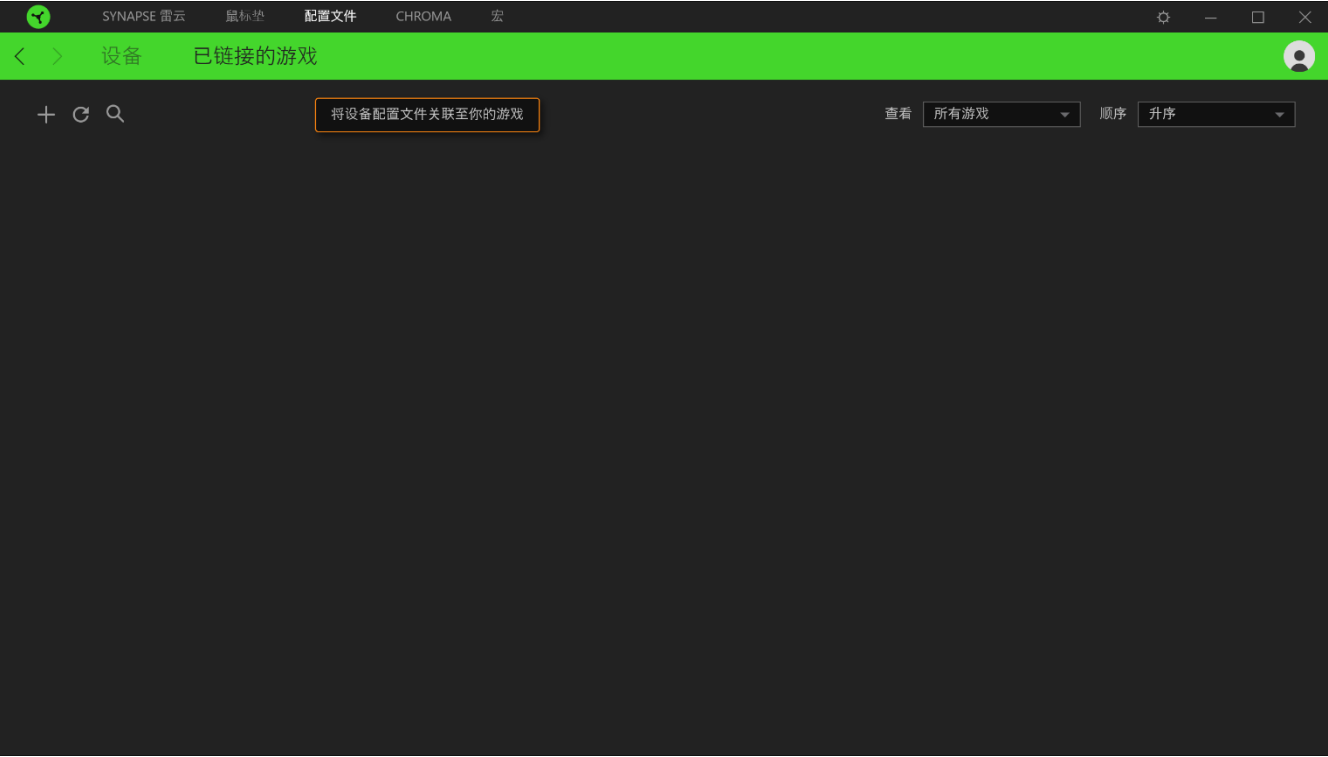 SYNAPSE 雷云 鼠标垫 配置文件 CHROMA 宏
设备 已链接的游戏
将设备配置文件关联至你的游戏 查看 所有游戏 顺序 升序